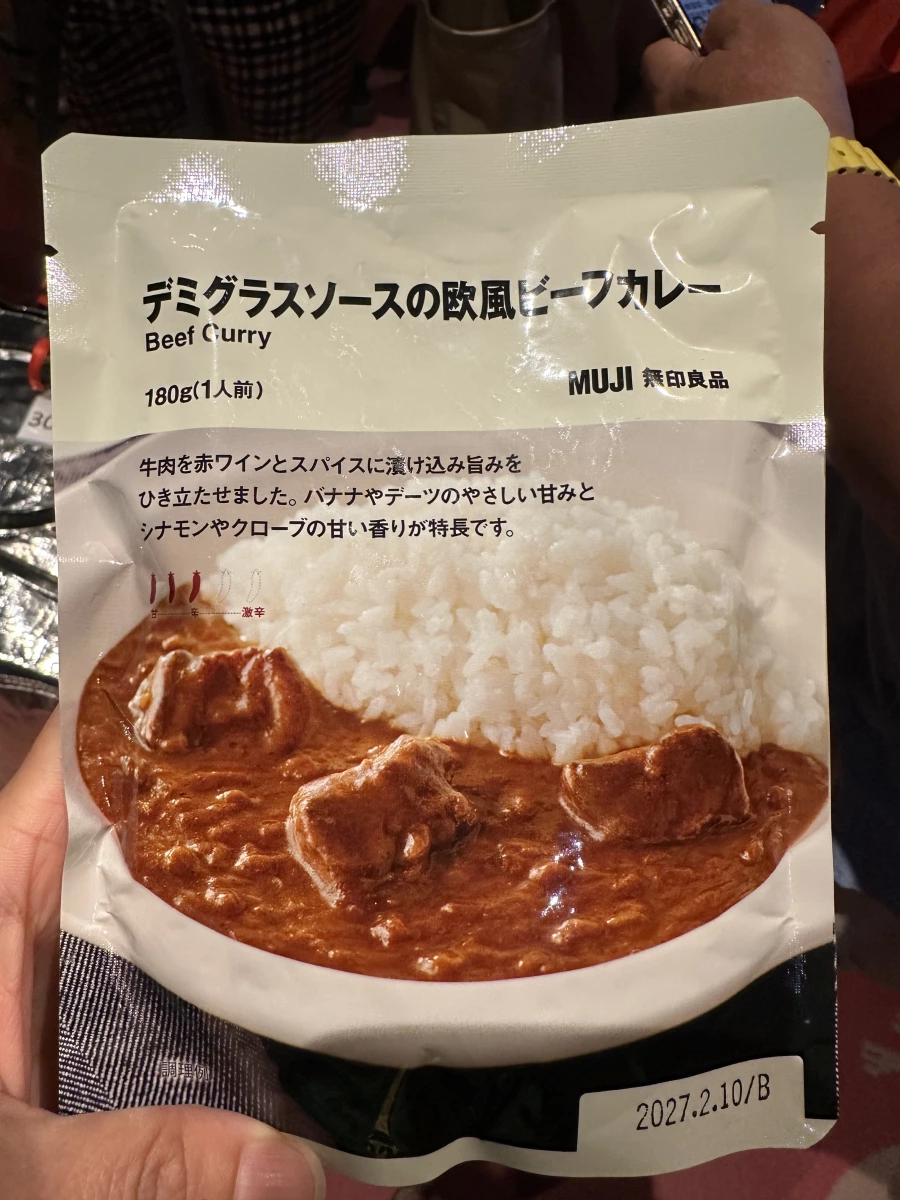 デミグラスソースの欧風ビーフカレー
Beef Curry
180g(1人前)
MUJI 無印良品
牛肉を赤ワインとスパイスに漬け込み旨みを
ひき立たせました。バナナやデーツのやさしい甘みと
シナモンやクローブの甘い香りが特長です。
甘 辛 激辛
調理例
2027.2.10/B
30